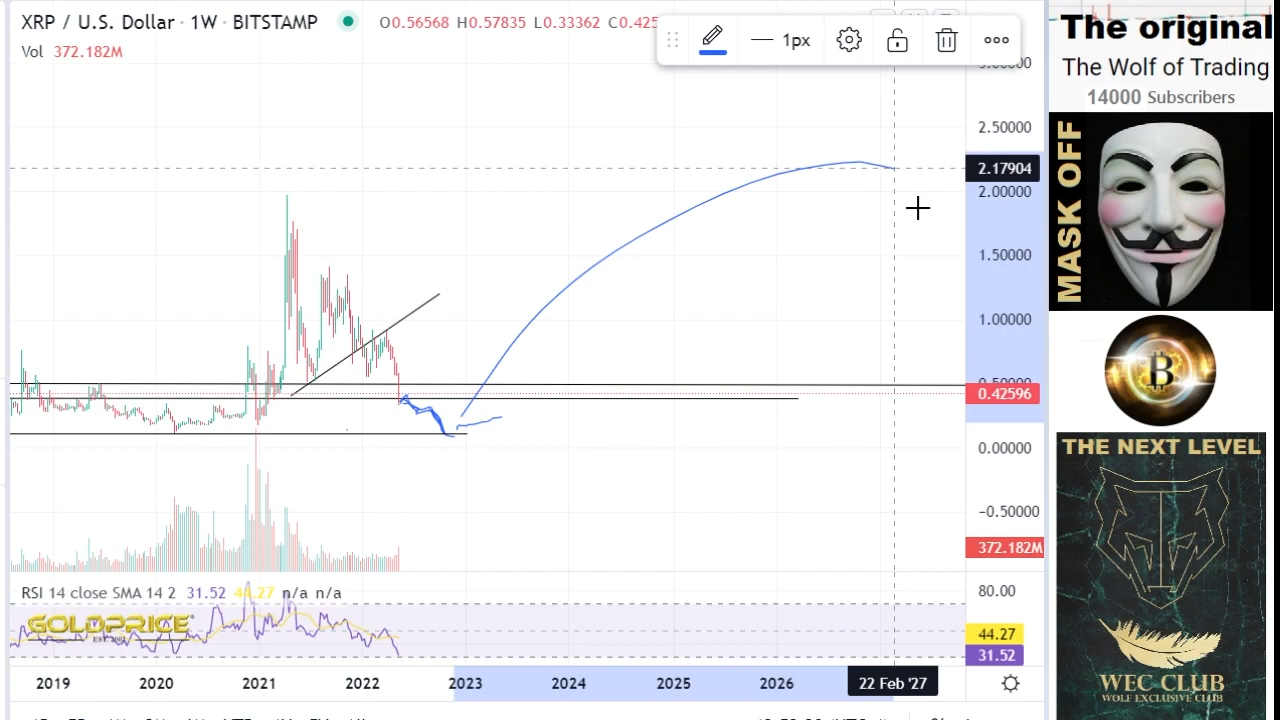 XRP / U.S. Dollar · 1W · BITSTAMP
O0.56568 H0.57835 L0.33362 C0.425
Vol 372.182M
1px
2.50000
2.17904
2.00000
1.50000
1.00000
0.42596
0.00000
−0.50000
372.182M
RSI 14 close SMA 14 2 31.52 44.27 n/a n/a
80.00
GOLDPRICE
44.27
31.52
2019 2020 2021 2022 2023 2024 2025 2026 22 Feb '27
The original
The Wolf of Trading
14000 Subscribers
MASK OFF
B
THE NEXT LEVEL
WEC CLUB
WOLF EXCLUSIVE CLUB